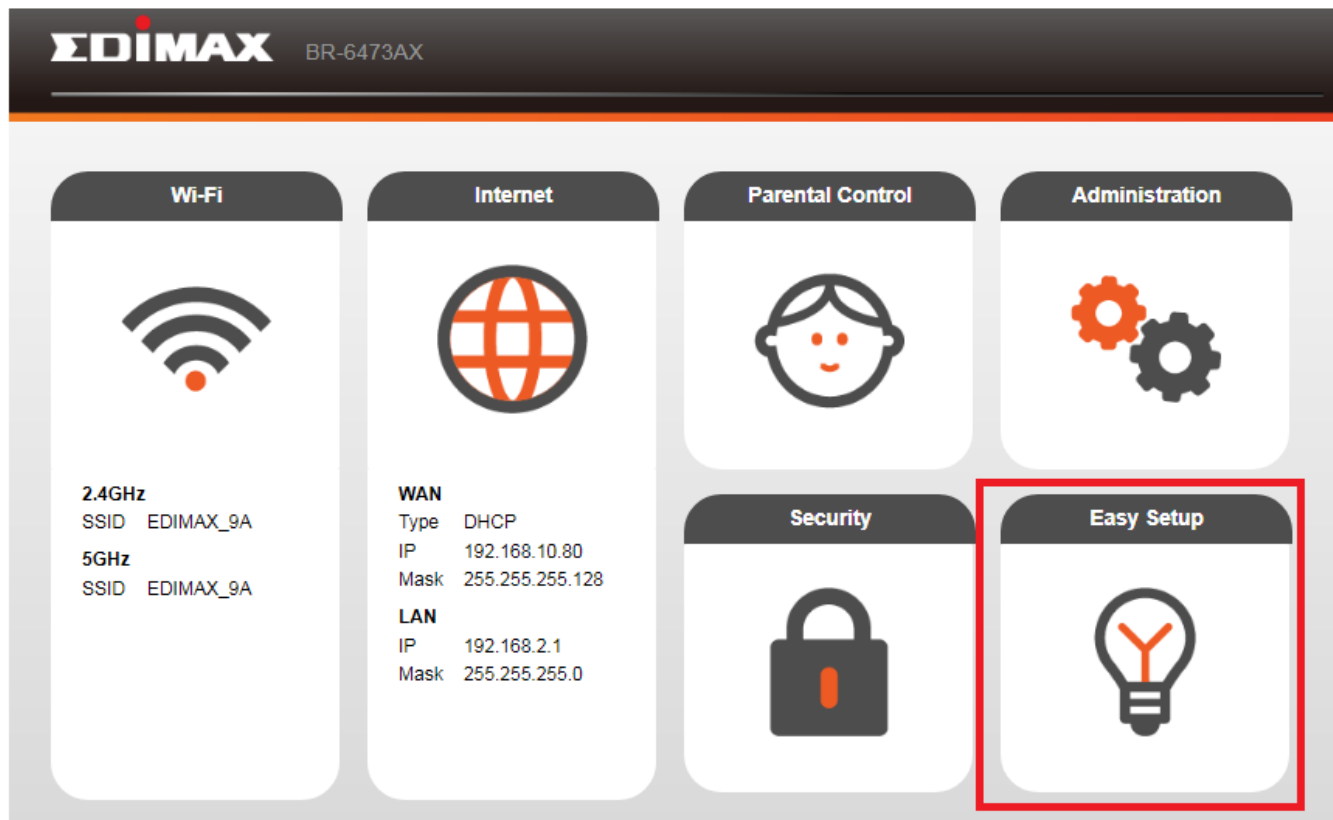 EDIMAX BR-6473AX
Wi-Fi
2.4GHz
SSID EDIMAX_9A
5GHz
SSID EDIMAX_9A
Internet
WAN
Type DHCP
IP 192.168.10.80
Mask 255.255.255.128
LAN
IP 192.168.2.1
Mask 255.255.255.0
Parental Control
Administration
Security
Easy Setup